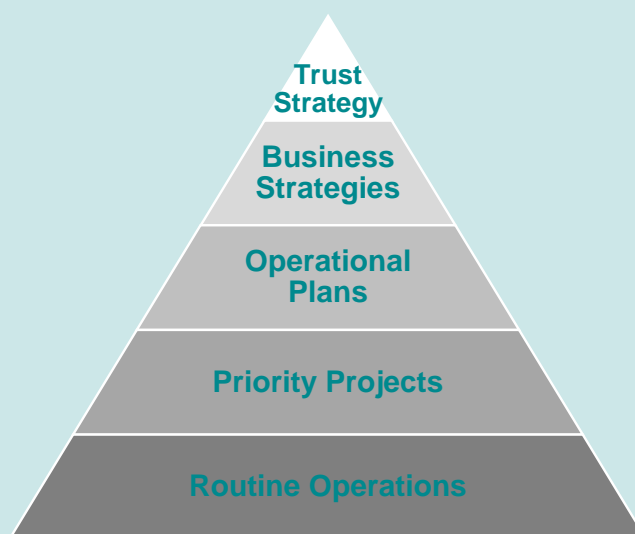 Trust
Strategy
Business
Strategies
Operational
Plans
Priority Projects
Routine Operations